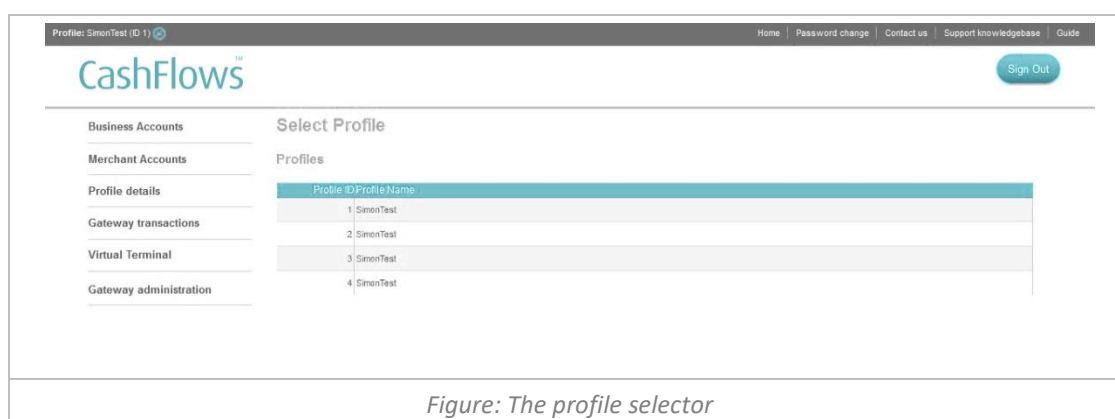 Profile: SimonTest (ID 1) Home | Password change | Contact us | Support knowledgebase | Guide
CashFlows™
Sign Out
Business Accounts
Merchant Accounts
Profile details
Gateway transactions
Virtual Terminal
Gateway administration
Select Profile
Profiles
Profile ID Profile Name
1 SimonTest
2 SimonTest
3 SimonTest
4 SimonTest
Figure: The profile selector